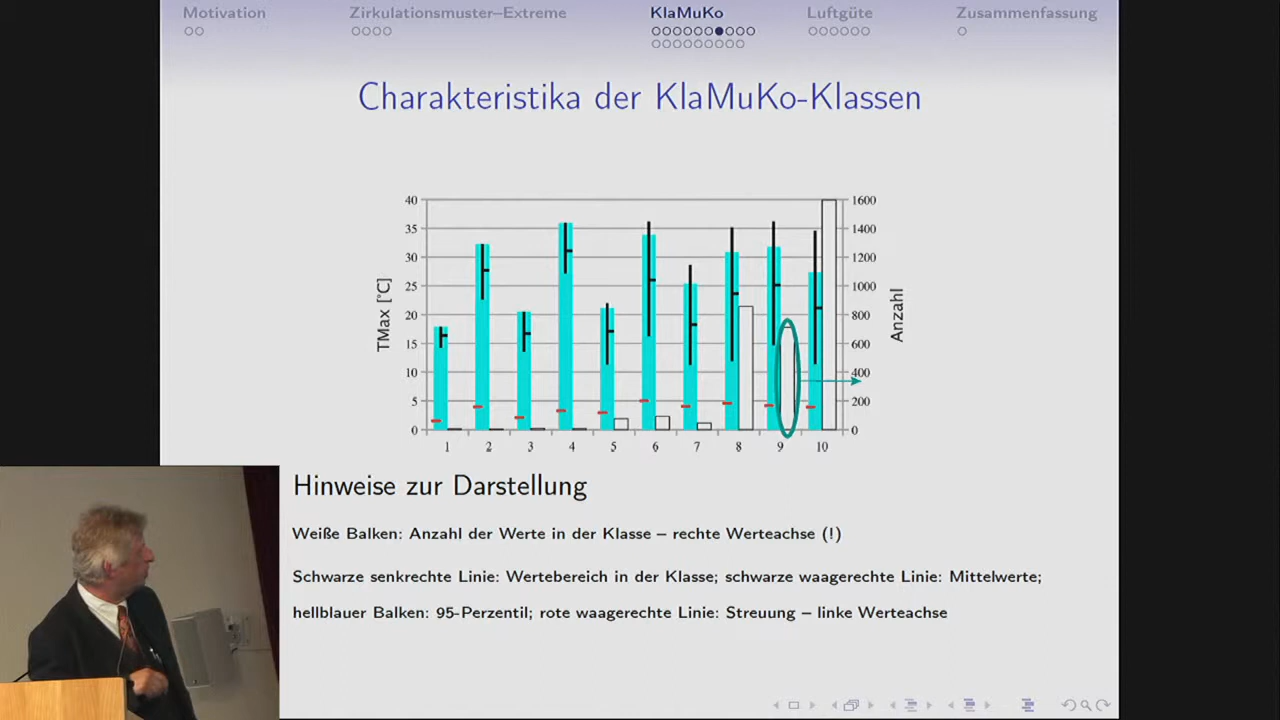 Motivation
Zirkulationsmuster–Extreme
KlaMuKo
Luftgüte
Zusammenfassung
Charakteristika der KlaMuKo-Klassen
40
35
30
25
20
15
10
5
0
TMax [°C]
1600
1400
1200
1000
800
600
400
200
0
Anzahl
1 2 3 4 5 6 7 8 9 10
Hinweise zur Darstellung
Weiße Balken: Anzahl der Werte in der Klasse – rechte Werteachse (!)
Schwarze senkrechte Linie: Wertebereich in der Klasse; schwarze waagerechte Linie: Mittelwerte;
hellblauer Balken: 95-Perzentil; rote waagerechte Linie: Streuung – linke Werteachse